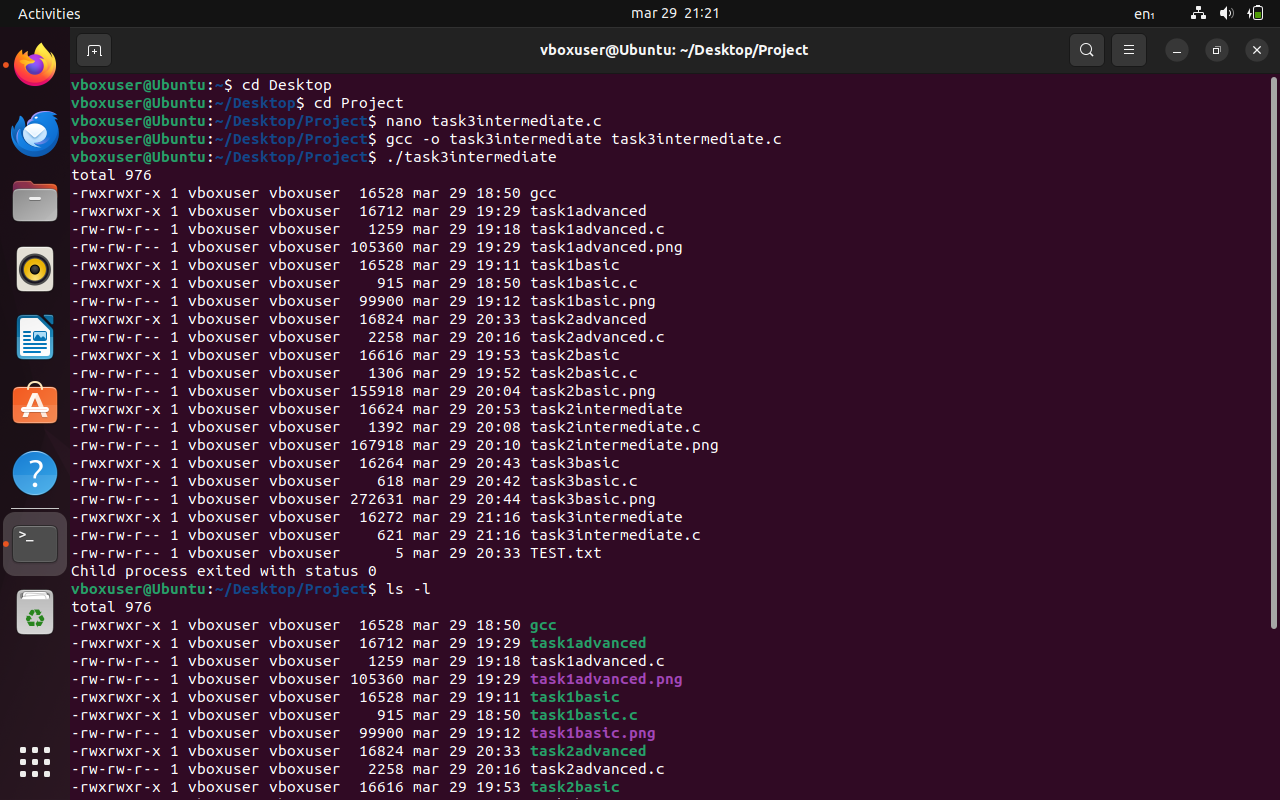 Activities
mar 29 21:21
en₁
vboxuser@Ubuntu: ~/Desktop/Project
vboxuser@Ubuntu:~$ cd Desktop
vboxuser@Ubuntu:~/Desktop$ cd Project
vboxuser@Ubuntu:~/Desktop/Project$ nano task3intermediate.c
vboxuser@Ubuntu:~/Desktop/Project$ gcc -o task3intermediate task3intermediate.c
vboxuser@Ubuntu:~/Desktop/Project$ ./task3intermediate
total 976
-rwxrwxr-x 1 vboxuser vboxuser  16528 mar 29 18:50 gcc
-rwxrwxr-x 1 vboxuser vboxuser  16712 mar 29 19:29 task1advanced
-rw-rw-r-- 1 vboxuser vboxuser   1259 mar 29 19:18 task1advanced.c
-rw-rw-r-- 1 vboxuser vboxuser 105360 mar 29 19:29 task1advanced.png
-rwxrwxr-x 1 vboxuser vboxuser  16528 mar 29 19:11 task1basic
-rwxrwxr-x 1 vboxuser vboxuser    915 mar 29 18:50 task1basic.c
-rw-rw-r-- 1 vboxuser vboxuser  99900 mar 29 19:12 task1basic.png
-rwxrwxr-x 1 vboxuser vboxuser  16824 mar 29 20:33 task2advanced
-rw-rw-r-- 1 vboxuser vboxuser   2258 mar 29 20:16 task2advanced.c
-rwxrwxr-x 1 vboxuser vboxuser  16616 mar 29 19:53 task2basic
-rw-rw-r-- 1 vboxuser vboxuser   1306 mar 29 19:52 task2basic.c
-rw-rw-r-- 1 vboxuser vboxuser 155918 mar 29 20:04 task2basic.png
-rwxrwxr-x 1 vboxuser vboxuser  16624 mar 29 20:53 task2intermediate
-rw-rw-r-- 1 vboxuser vboxuser   1392 mar 29 20:08 task2intermediate.c
-rw-rw-r-- 1 vboxuser vboxuser 167918 mar 29 20:10 task2intermediate.png
-rwxrwxr-x 1 vboxuser vboxuser  16264 mar 29 20:43 task3basic
-rw-rw-r-- 1 vboxuser vboxuser    618 mar 29 20:42 task3basic.c
-rw-rw-r-- 1 vboxuser vboxuser 272631 mar 29 20:44 task3basic.png
-rwxrwxr-x 1 vboxuser vboxuser  16272 mar 29 21:16 task3intermediate
-rw-rw-r-- 1 vboxuser vboxuser    621 mar 29 21:16 task3intermediate.c
-rw-rw-r-- 1 vboxuser vboxuser      5 mar 29 20:33 TEST.txt
Child process exited with status 0
vboxuser@Ubuntu:~/Desktop/Project$ ls -l
total 976
-rwxrwxr-x 1 vboxuser vboxuser  16528 mar 29 18:50 gcc
-rwxrwxr-x 1 vboxuser vboxuser  16712 mar 29 19:29 task1advanced
-rw-rw-r-- 1 vboxuser vboxuser   1259 mar 29 19:18 task1advanced.c
-rw-rw-r-- 1 vboxuser vboxuser 105360 mar 29 19:29 task1advanced.png
-rwxrwxr-x 1 vboxuser vboxuser  16528 mar 29 19:11 task1basic
-rwxrwxr-x 1 vboxuser vboxuser    915 mar 29 18:50 task1basic.c
-rw-rw-r-- 1 vboxuser vboxuser  99900 mar 29 19:12 task1basic.png
-rwxrwxr-x 1 vboxuser vboxuser  16824 mar 29 20:33 task2advanced
-rw-rw-r-- 1 vboxuser vboxuser   2258 mar 29 20:16 task2advanced.c
-rwxrwxr-x 1 vboxuser vboxuser  16616 mar 29 19:53 task2basic